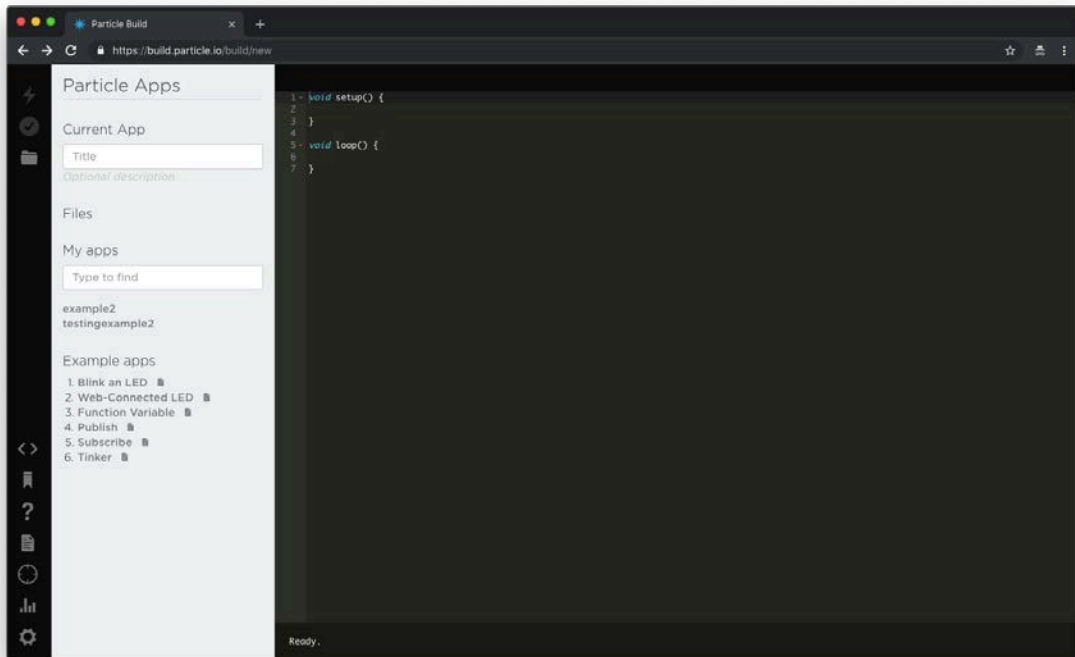 Particle Build
https://build.particle.io/build/new
Particle Apps
Current App
Title
Optional description
Files
My apps
Type to find
example2
testingexample2
Example apps
1. Blink an LED
2. Web-Connected LED
3. Function Variable
4. Publish
5. Subscribe
6. Tinker
1 void setup() {
2
3 }
4
5 void loop() {
6
7 }
Ready.